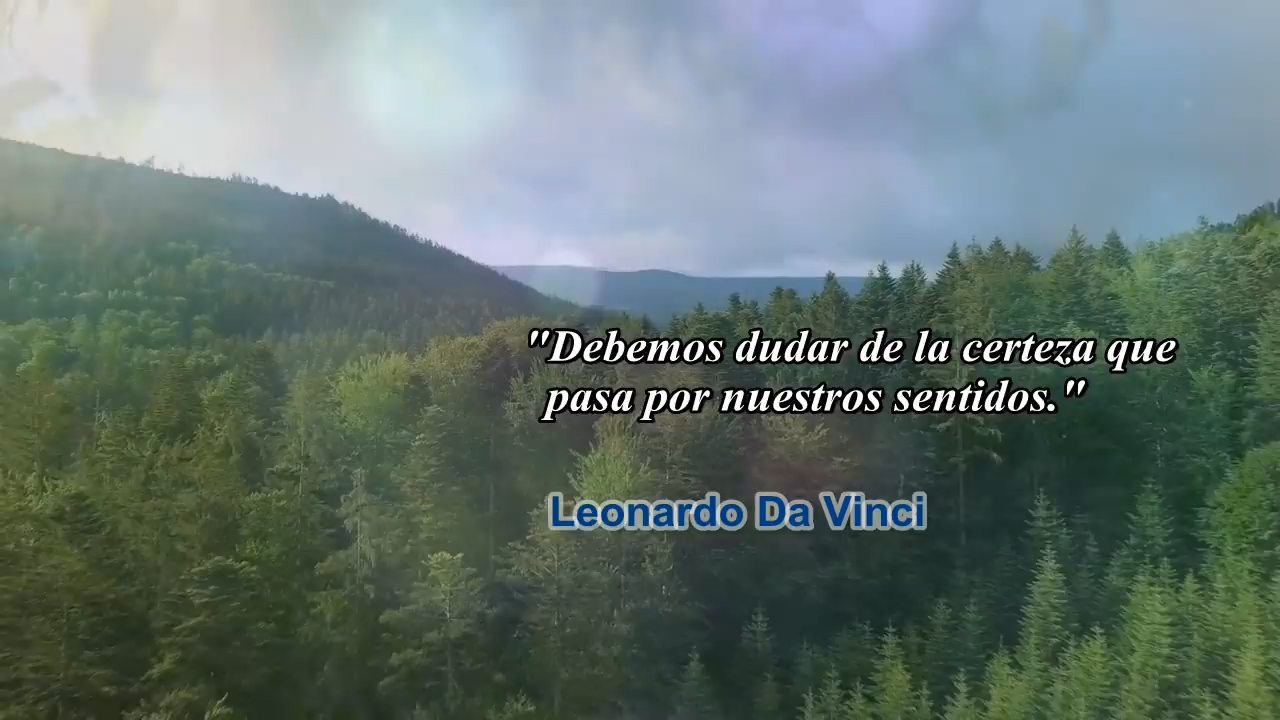 "Debemos dudar de la certeza que
pasa por nuestros sentidos."
Leonardo Da Vinci